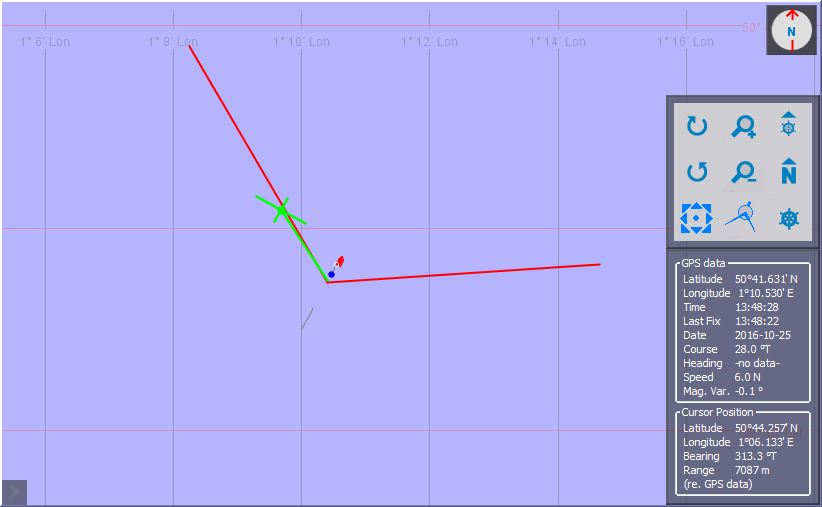 50°
1° 6' Lon 1° 8' Lon 1° 10' Lon 1° 12' Lon 1° 14' Lon 1° 16' Lon
N
N
GPS data
Latitude 50°41.631' N
Longitude 1°10.530' E
Time 13:48:28
Last Fix 13:48:22
Date 2016-10-25
Course 28.0 °T
Heading -no data-
Speed 6.0 N
Mag. Var. -0.1 °
Cursor Position
Latitude 50°44.257' N
Longitude 1°06.133' E
Bearing 313.3 °T
Range 7087 m
(re. GPS data)